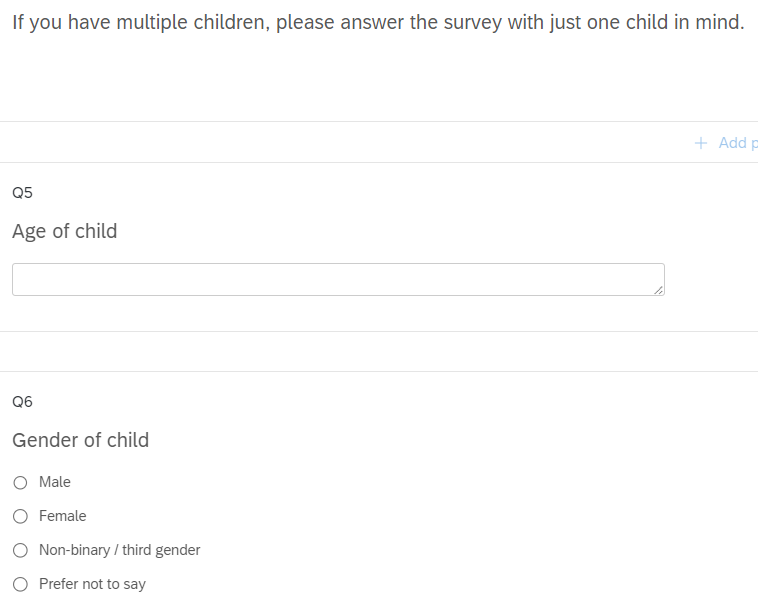 If you have multiple children, please answer the survey with just one child in mind.
+ Add p
Q5
Age of child
Q6
Gender of child
Male
Female
Non-binary / third gender
Prefer not to say